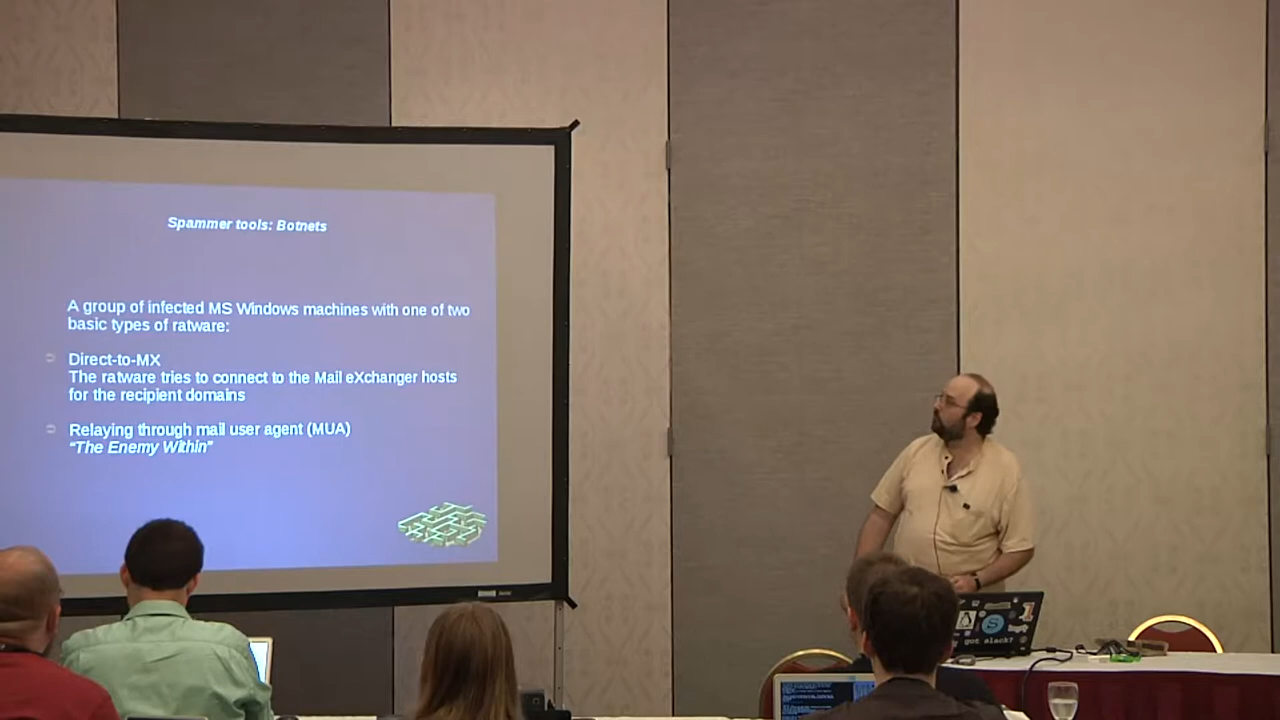 Spammer tools: Botnets
A group of infected MS Windows machines with one of two
basic types of ratware:
Direct-to-MX
The ratware tries to connect to the Mail eXchanger hosts
for the recipient domains
Relaying through mail user agent (MUA)
"The Enemy Within"
got slack?